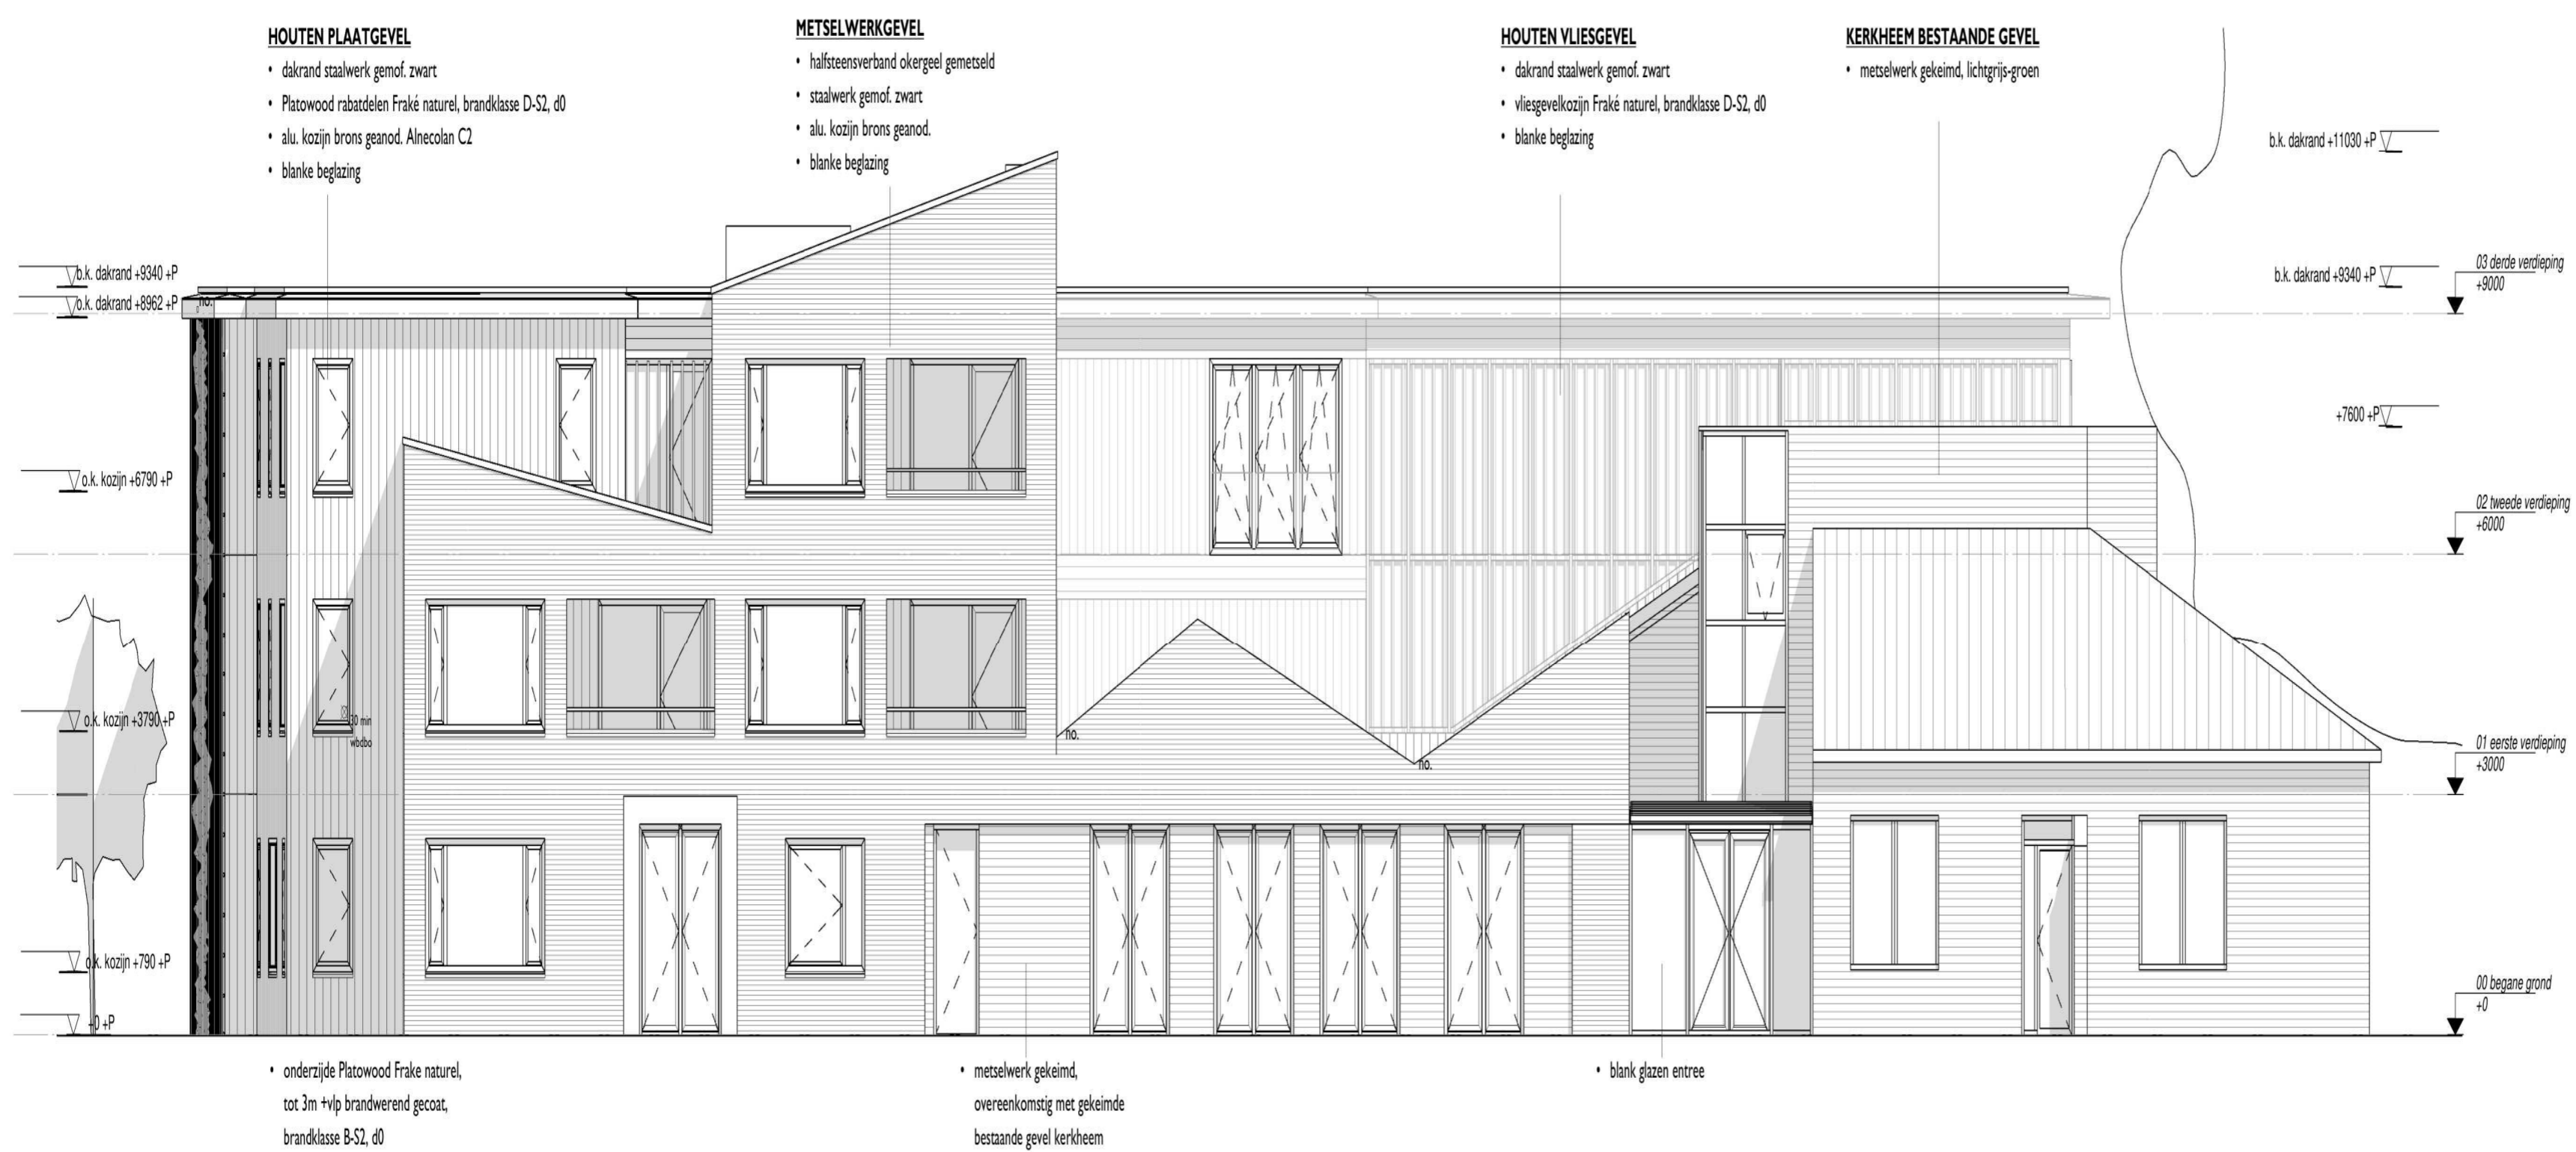 HOUTEN PLAATGEVEL
• dakrand staalwerk gemof. zwart
• Platowood rabatdelen Fraké naturel, brandklasse D-S2, d0
• alu. kozijn brons geanod. Alnecolan C2
• blanke beglazing
METSELWERKGEVEL
• halfsteensverband okergeel gemetseld
• staalwerk gemof. zwart
• alu. kozijn brons geanod.
• blanke beglazing
HOUTEN VLIESGEVEL
• dakrand staalwerk gemof. zwart
• vliesgevelkozijn Fraké naturel, brandklasse D-S2, d0
• blanke beglazing
KERKHEEM BESTAANDE GEVEL
• metselwerk gekeimd, lichtgrijs-groen
b.k. dakrand +11030 +P
b.k. dakrand +9340 +P
+7600 +P
03 derde verdieping
+9000
02 tweede verdieping
+6000
01 eerste verdieping
+3000
00 begane grond
+0
b.k. dakrand +9340 +P
o.k. dakrand +8962 +P
no.
o.k. kozijn +6790 +P
o.k. kozijn +3790 +P
30 min
wbdbo
no.
no.
o.k. kozijn +790 +P
+0 +P
• onderzijde Platowood Frake naturel,
tot 3m +vlp brandwerend gecoat,
brandklasse B-S2, d0
• metselwerk gekeimd,
overeenkomstig met gekeimde
bestaande gevel kerkheem
• blank glazen entree